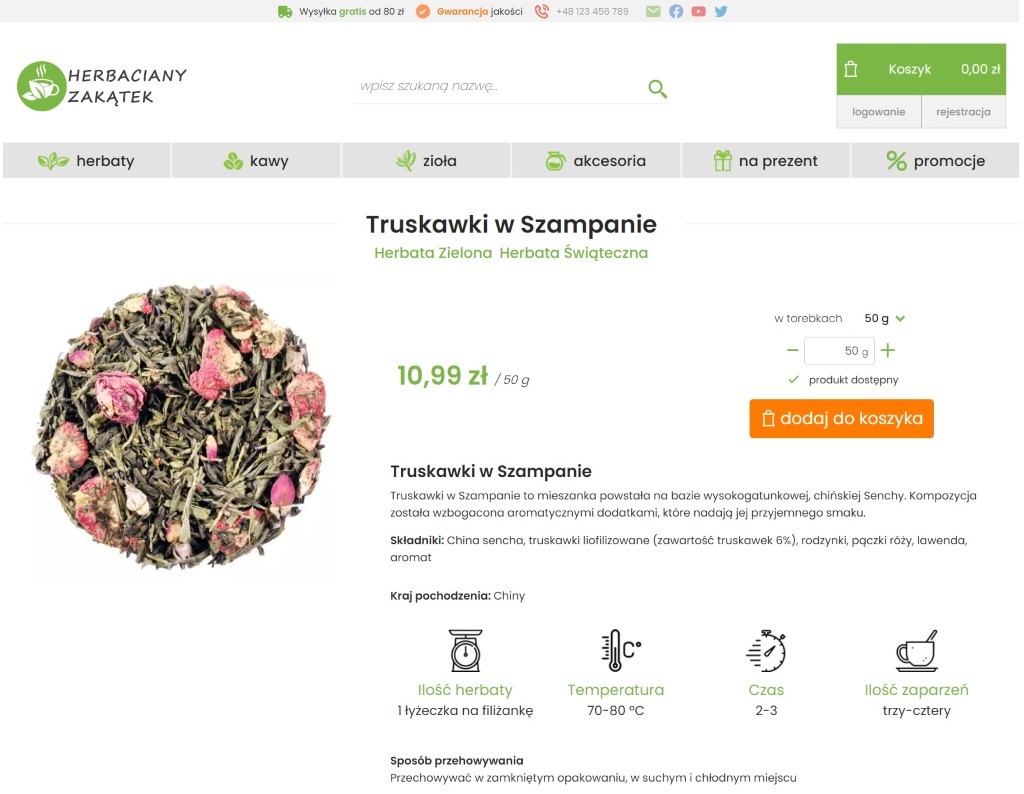 Wysyłka gratis od 80 zł Gwarancja jakości +48 123 456 789
HERBACIANY
ZAKĄTEK
wpisz szukaną nazwę...
Koszyk 0,00 zł
logowanie rejestracja
herbaty kawy zioła akcesoria na prezent promocje
Truskawki w Szampanie
Herbata Zielona Herbata Świąteczna
w torebkach 50 g
− 50 g +
produkt dostępny
10,99 zł / 50 g
dodaj do koszyka
Truskawki w Szampanie
Truskawki w Szampanie to mieszanka powstała na bazie wysokogatunkowej, chińskiej Senchy. Kompozycja
została wzbogacona aromatycznymi dodatkami, które nadają jej przyjemnego smaku.
Składniki: China sencha, truskawki liofilizowane (zawartość truskawek 6%), rodzynki, pączki róży, lawenda,
aromat
Kraj pochodzenia: Chiny
C°
Ilość herbaty Temperatura Czas Ilość zaparzeń
1 łyżeczka na filiżankę 70-80 °C 2-3 trzy-cztery
Sposób przehowywania
Przechowywać w zamkniętym opakowaniu, w suchym i chłodnym miejscu